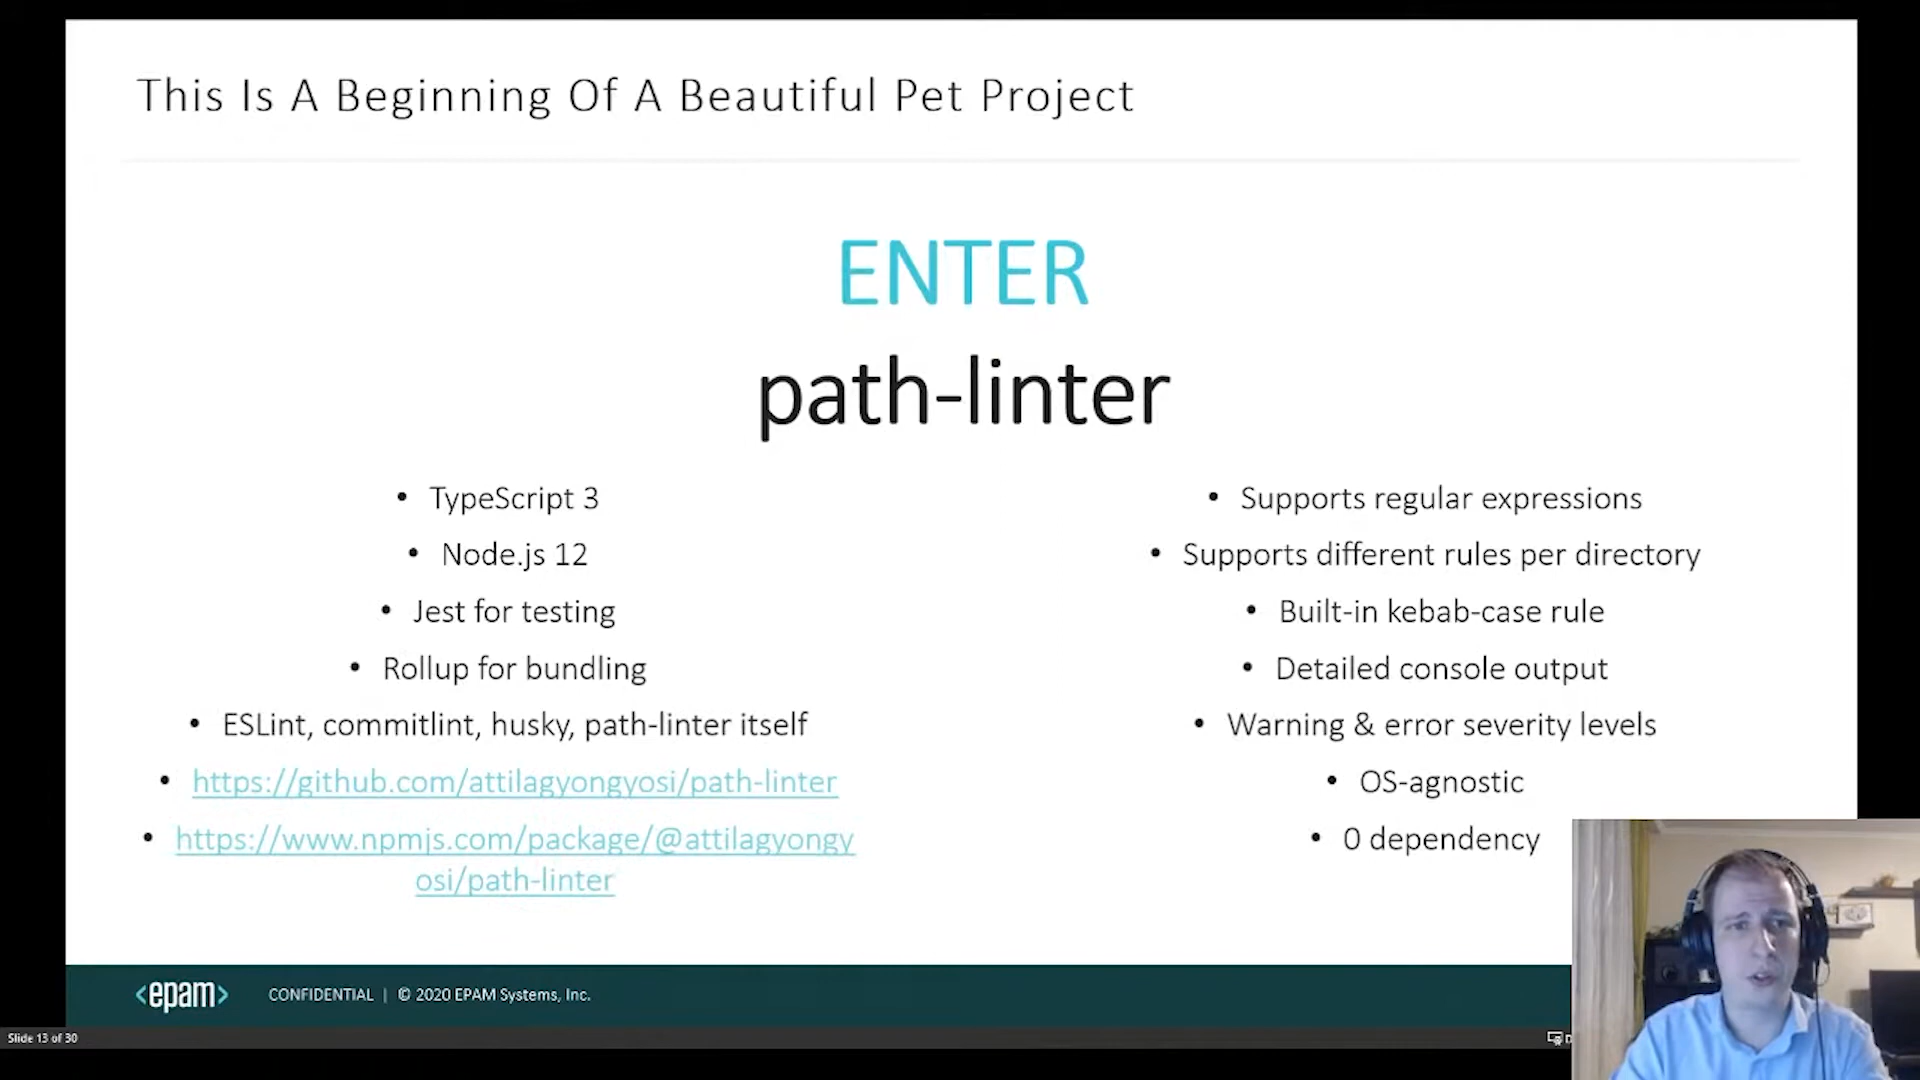 This Is A Beginning Of A Beautiful Pet Project
ENTER
path-linter
• TypeScript 3
• Node.js 12
• Jest for testing
• Rollup for bundling
• ESLint, commitlint, husky, path-linter itself
• https://github.com/attilagyongyosi/path-linter
• https://www.npmjs.com/package/@attilagyongy
osi/path-linter
• Supports regular expressions
• Supports different rules per directory
• Built-in kebab-case rule
• Detailed console output
• Warning & error severity levels
• OS-agnostic
• 0 dependency
<epam> CONFIDENTIAL | © 2020 EPAM Systems, Inc.
Slide 13 of 30